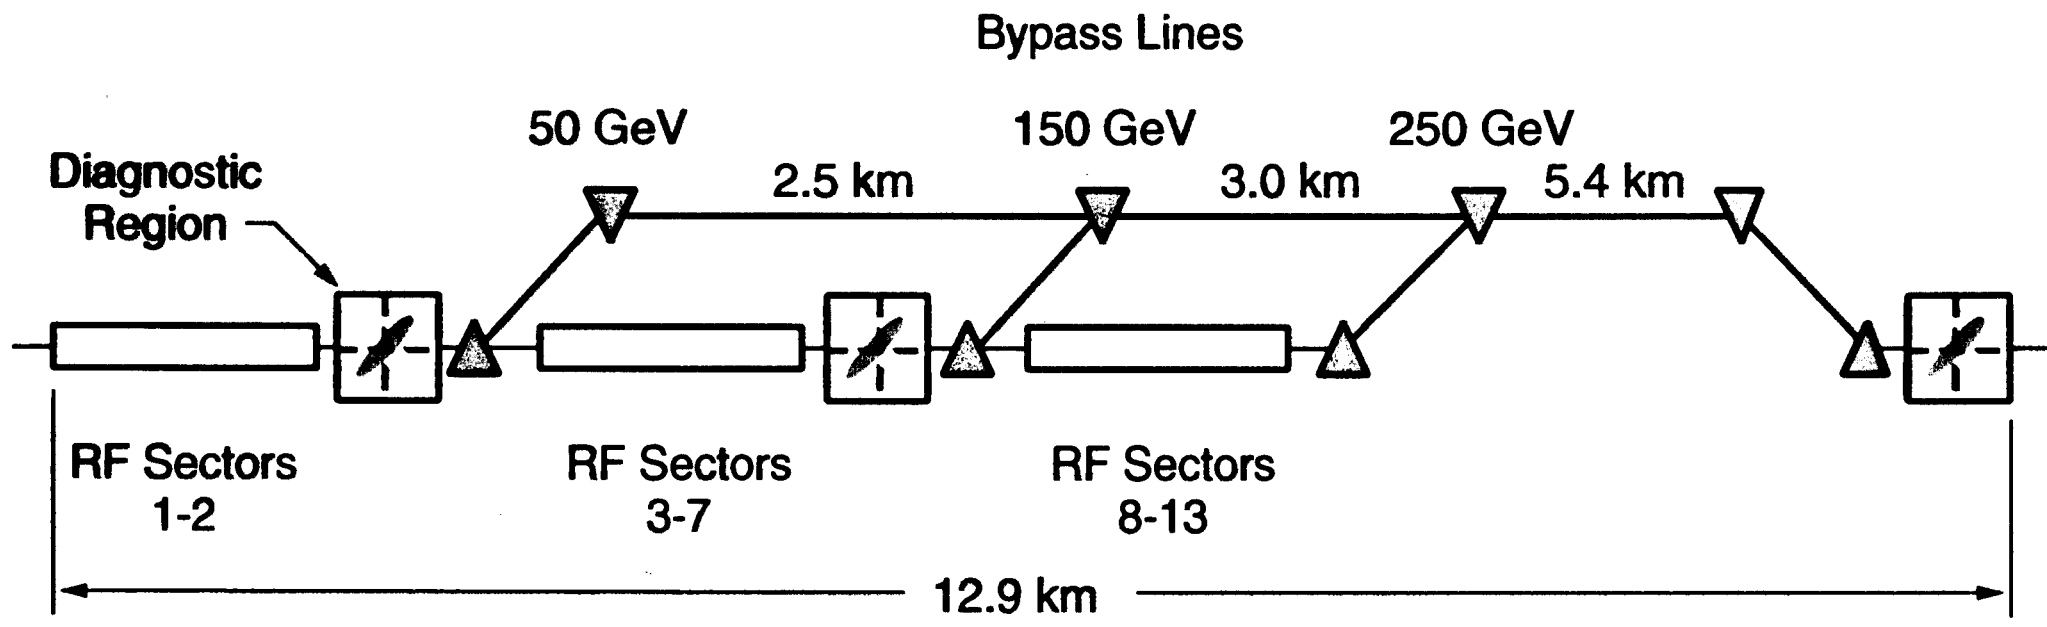 Bypass Lines
50 GeV
150 GeV
250 GeV
2.5 km
3.0 km
5.4 km
Diagnostic
Region
RF Sectors
1-2
RF Sectors
3-7
RF Sectors
8-13
12.9 km